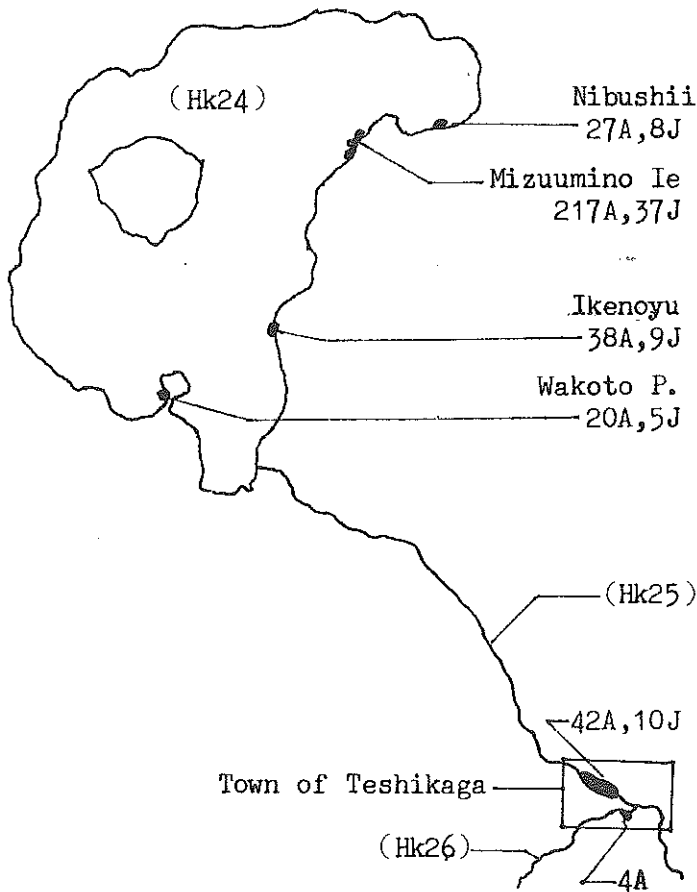 (Hk24)
Nibushii
27A,8J
Mizuumino Ie
217A,37J
Ikenoyu
38A,9J
Wakoto P.
20A,5J
(Hk25)
42A,10J
Town of Teshikaga
(Hk26)
4A